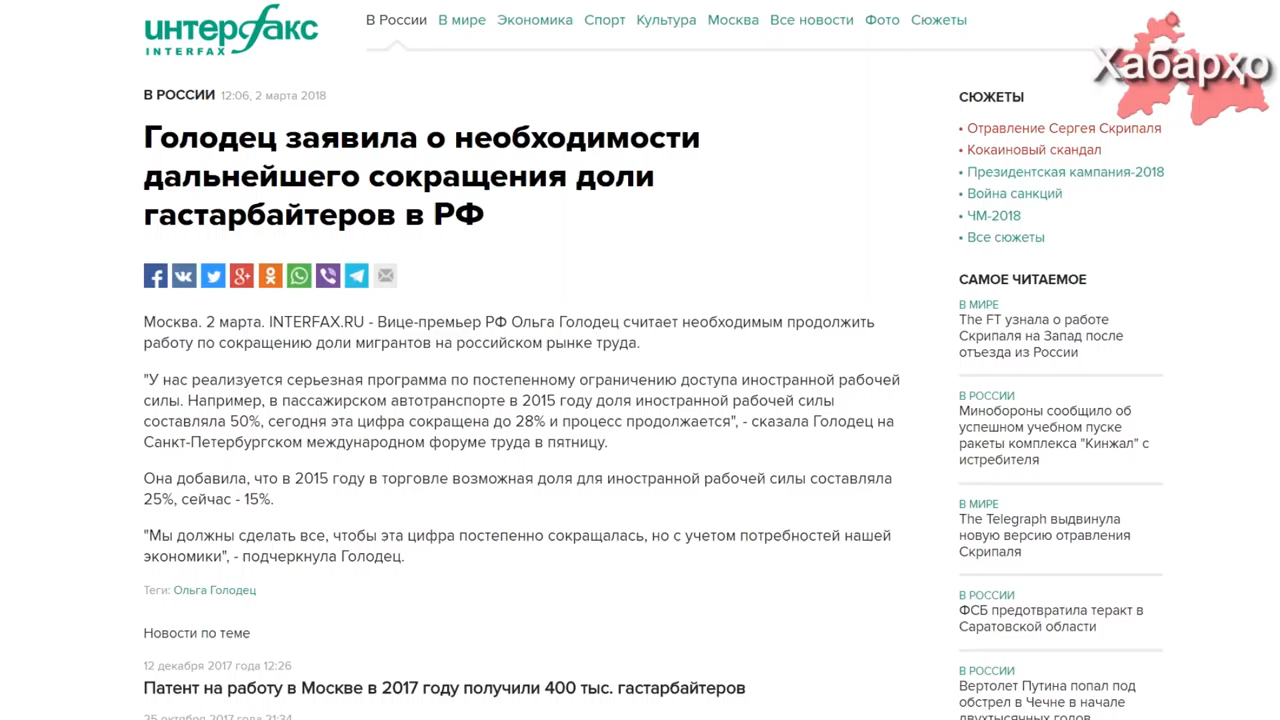 интерфакс
INTERFAX
В России В мире Экономика Спорт Культура Москва Все новости Фото Сюжеты
Хабарҳо
В РОССИИ 12:06, 2 марта 2018
Голодец заявила о необходимости
дальнейшего сокращения доли
гастарбайтеров в РФ
Москва. 2 марта. INTERFAX.RU - Вице-премьер РФ Ольга Голодец считает необходимым продолжить
работу по сокращению доли мигрантов на российском рынке труда.
"У нас реализуется серьезная программа по постепенному ограничению доступа иностранной рабочей
силы. Например, в пассажирском автотранспорте в 2015 году доля иностранной рабочей силы
составляла 50%, сегодня эта цифра сокращена до 28% и процесс продолжается", - сказала Голодец на
Санкт-Петербургском международном форуме труда в пятницу.
Она добавила, что в 2015 году в торговле возможная доля для иностранной рабочей силы составляла
25%, сейчас - 15%.
"Мы должны сделать все, чтобы эта цифра постепенно сокращалась, но с учетом потребностей нашей
экономики", - подчеркнула Голодец.
Теги: Ольга Голодец
Новости по теме
12 декабря 2017 года 12:26
Патент на работу в Москве в 2017 году получили 400 тыс. гастарбайтеров
25 октября 2017 года 21:34
СЮЖЕТЫ
• Отравление Сергея Скрипаля
• Кокаиновый скандал
• Президентская кампания-2018
• Война санкций
• ЧМ-2018
• Все сюжеты
САМОЕ ЧИТАЕМОЕ
В МИРЕ
The FT узнала о работе
Скрипаля на Запад после
отъезда из России
В РОССИИ
Минобороны сообщило об
успешном учебном пуске
ракеты комплекса "Кинжал" с
истребителя
В МИРЕ
The Telegraph выдвинула
новую версию отравления
Скрипаля
В РОССИИ
ФСБ предотвратила теракт в
Саратовской области
В РОССИИ
Вертолет Путина попал под
обстрел в Чечне в начале
двухтысячных годов